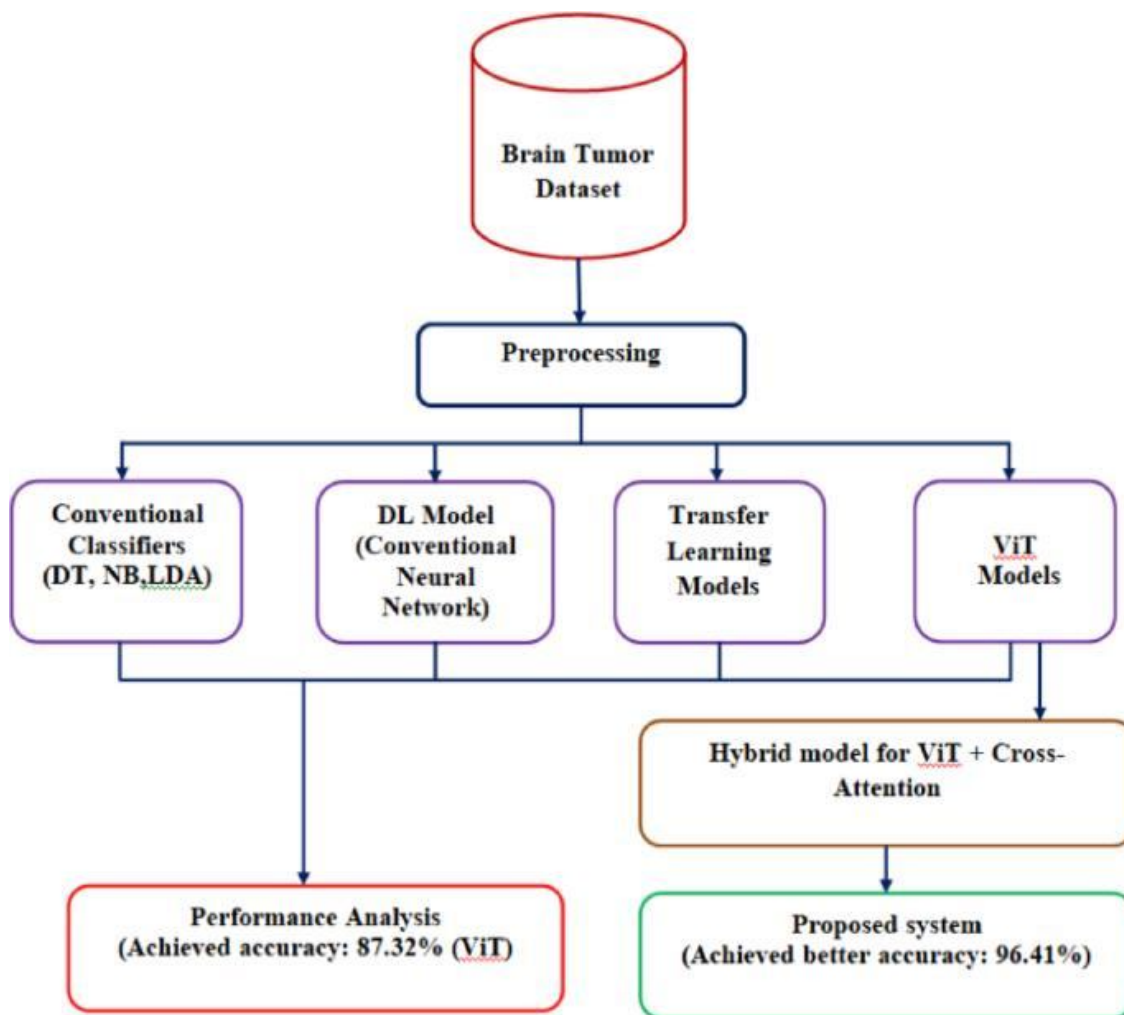 Brain Tumor
Dataset
Preprocessing
Conventional
Classifiers
(DT, NB,LDA)
DL Model
(Conventional
Neural
Network)
Transfer
Learning
Models
ViT
Models
Hybrid model for ViT + Cross-
Attention
Performance Analysis
(Achieved accuracy: 87.32% (ViT)
Proposed system
(Achieved better accuracy: 96.41%)